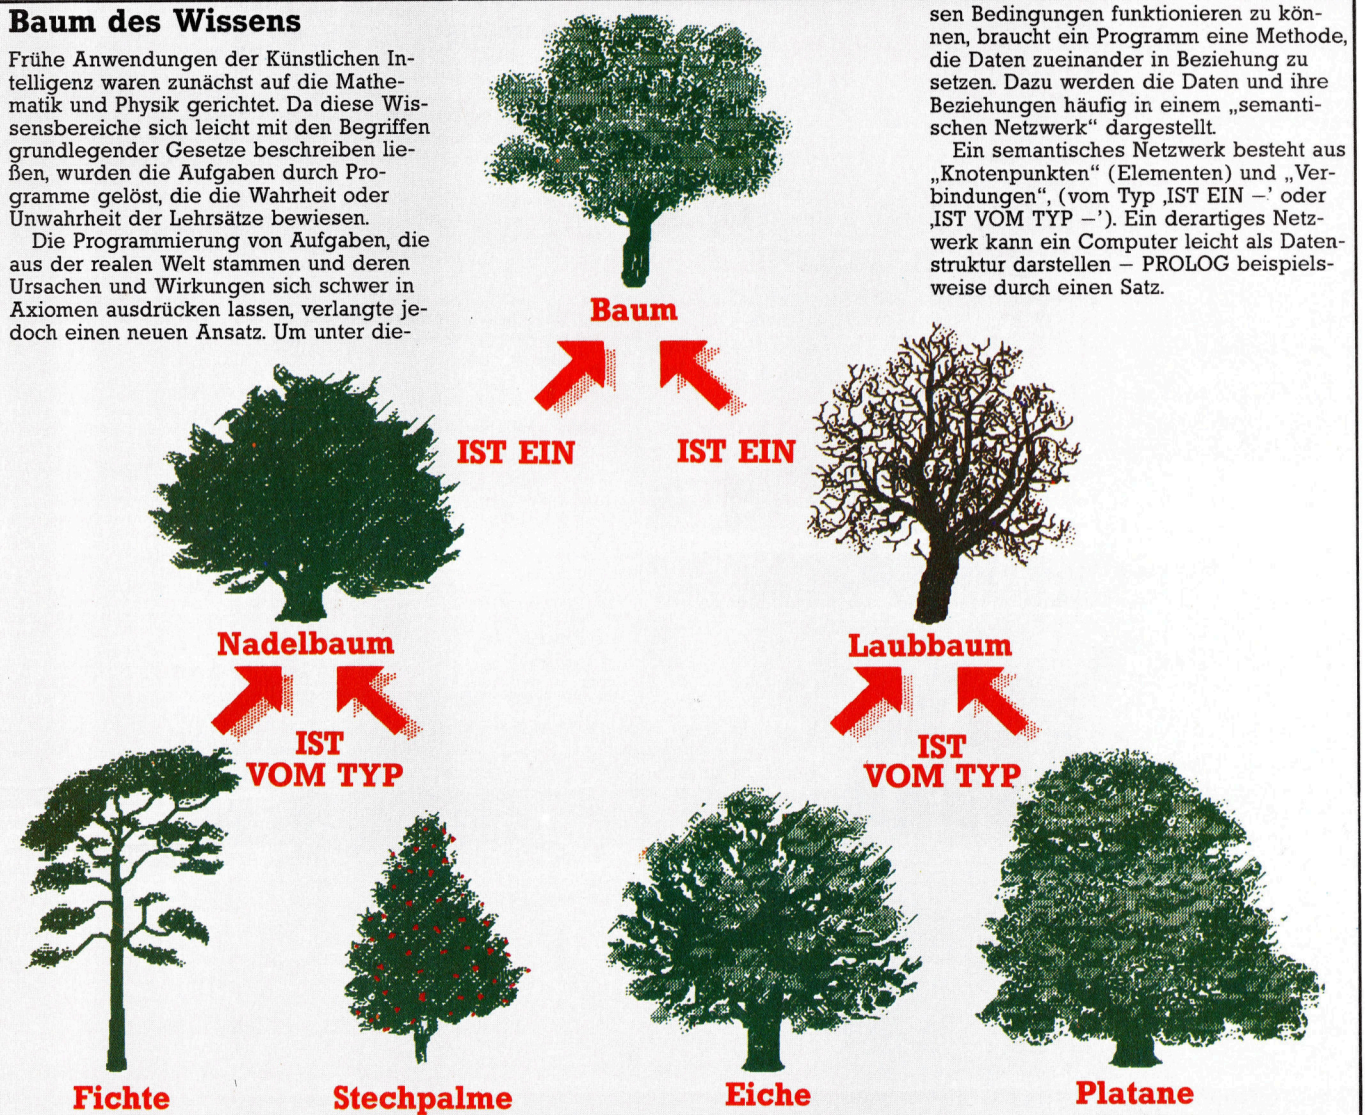 Baum des Wissens
Frühe Anwendungen der Künstlichen In-
telligenz waren zunächst auf die Mathe-
matik und Physik gerichtet. Da diese Wis-
sensbereiche sich leicht mit den Begriffen
grundlegender Gesetze beschreiben lie-
ßen, wurden die Aufgaben durch Pro-
gramme gelöst, die die Wahrheit oder
Unwahrheit der Lehrsätze bewiesen.
Die Programmierung von Aufgaben, die
aus der realen Welt stammen und deren
Ursachen und Wirkungen sich schwer in
Axiomen ausdrücken lassen, verlangte je-
doch einen neuen Ansatz. Um unter die-
sen Bedingungen funktionieren zu kön-
nen, braucht ein Programm eine Methode,
die Daten zueinander in Beziehung zu
setzen. Dazu werden die Daten und ihre
Beziehungen häufig in einem „semanti-
schen Netzwerk“ dargestellt.
Ein semantisches Netzwerk besteht aus
„Knotenpunkten“ (Elementen) und „Ver-
bindungen“, (vom Typ ‚IST EIN –’ oder
‚IST VOM TYP –’). Ein derartiges Netz-
werk kann ein Computer leicht als Daten-
struktur darstellen – PROLOG beispiels-
weise durch einen Satz.
Baum
IST EIN
IST EIN
Nadelbaum
Laubbaum
IST
VOM TYP
IST
VOM TYP
Fichte
Stechpalme
Eiche
Platane